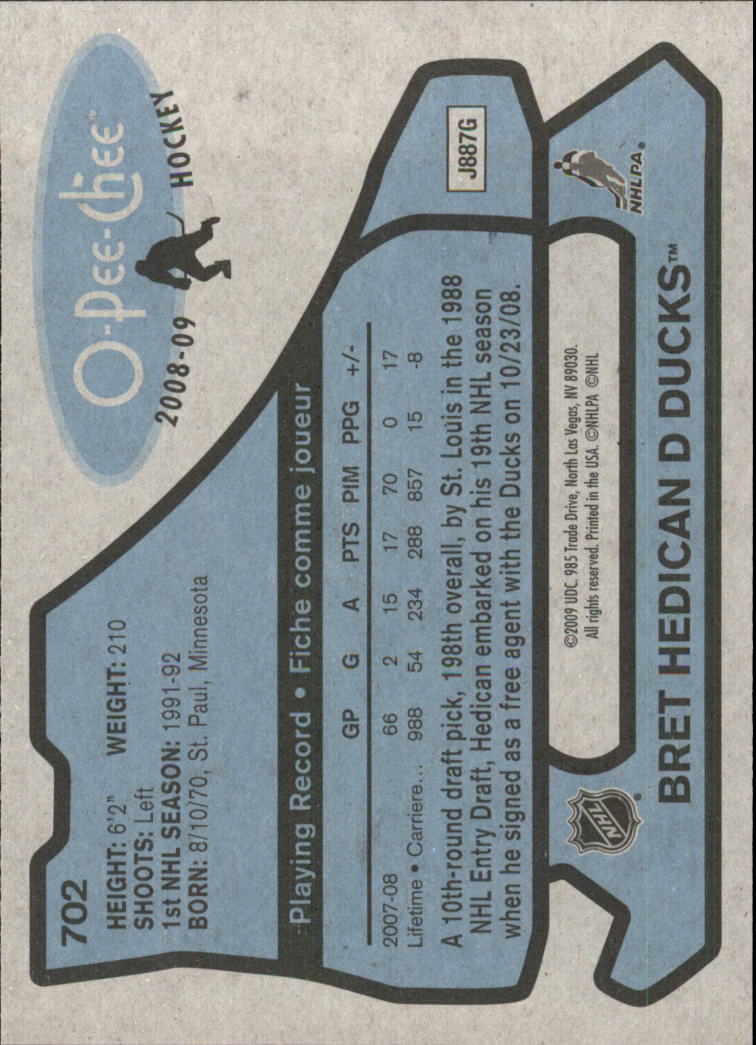 702
HEIGHT: 6'2" WEIGHT: 210
SHOOTS: Left
1st NHL SEASON: 1991-92
BORN: 8/10/70, St. Paul, Minnesota
O-Pee-Chee™
2008-09 HOCKEY
Playing Record • Fiche comme joueur
GP G A PTS PIM PPG +/-
2007-08 66 2 15 17 70 0 17
Lifetime • Carriere... 988 54 234 288 857 15 -8
A 10th-round draft pick, 198th overall, by St. Louis in the 1988
NHL Entry Draft, Hedican embarked on his 19th NHL season
when he signed as a free agent with the Ducks on 10/23/08.
J887G
NHL®
©2009 UDC. 985 Trade Drive, North Las Vegas, NV 89030.
All rights reserved. Printed in the USA. ©NHLPA ©NHL
NHLPA®
BRET HEDICAN D DUCKS™